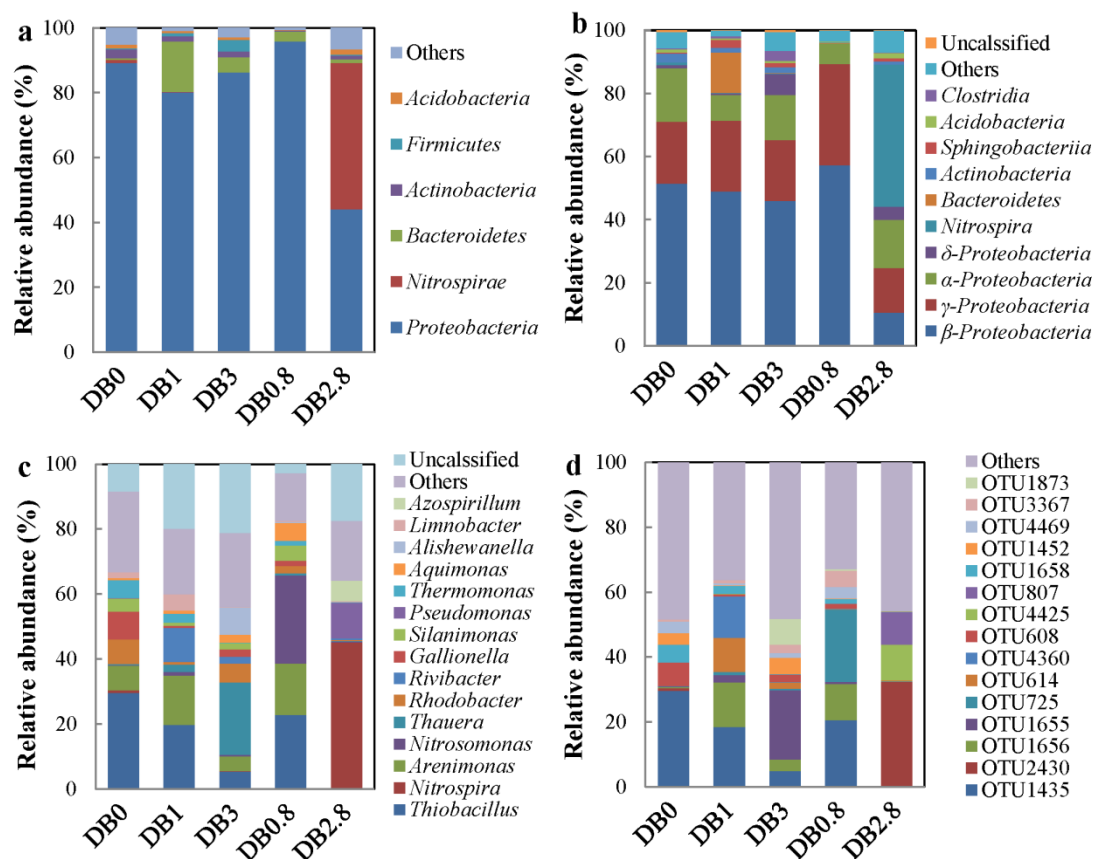 a
Relative abundance (%)
100
80
60
40
20
0
DB0
DB1
DB3
DB0.8
DB2.8
Others
Acidobacteria
Firmicutes
Actinobacteria
Bacteroidetes
Nitrospirae
Proteobacteria
b
Relative abundance (%)
100
80
60
40
20
0
DB0
DB1
DB3
DB0.8
DB2.8
Uncalssified
Others
Clostridia
Acidobacteria
Sphingobacteriia
Actinobacteria
Bacteroidetes
Nitrospira
δ-Proteobacteria
α-Proteobacteria
γ-Proteobacteria
β-Proteobacteria
c
Relative abundance (%)
100
80
60
40
20
0
DB0
DB1
DB3
DB0.8
DB2.8
Uncalssified
Others
Azospirillum
Limnobacter
Alishewanella
Aquimonas
Thermomonas
Pseudomonas
Silanimonas
Gallionella
Rivibacter
Rhodobacter
Thauera
Nitrosomonas
Arenimonas
Nitrospira
Thiobacillus
d
Relative abundance (%)
100
80
60
40
20
0
DB0
DB1
DB3
DB0.8
DB2.8
Others
OTU1873
OTU3367
OTU4469
OTU1452
OTU1658
OTU807
OTU4425
OTU608
OTU4360
OTU614
OTU725
OTU1655
OTU1656
OTU2430
OTU1435